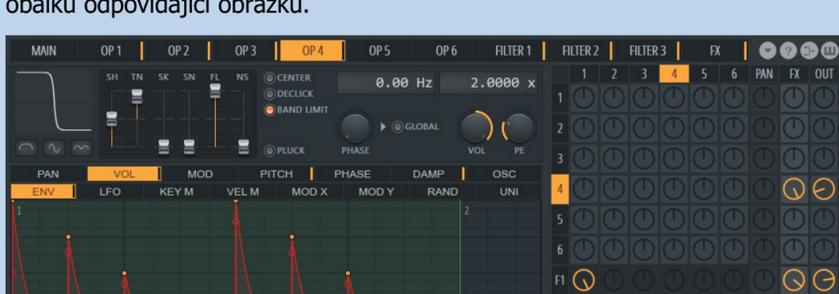 obálku odpovídající obrázku.
MAIN OP 1 OP 2 OP 3 OP 4 OP 5 OP 6 FILTER 1 FILTER 2 FILTER 3 FX
SH TN SK SN FL NS
CENTER
DECLICK
BAND LIMIT
PLUCK
0.00 Hz 2.0000 x
PHASE GLOBAL VOL PE
1 2 3 4 5 6 PAN FX OUT
1
2
3
4
5
6
F1
PAN VOL MOD PITCH PHASE DAMP OSC
ENV LFO KEY M VEL M MOD X MOD Y RAND UNI
1 2